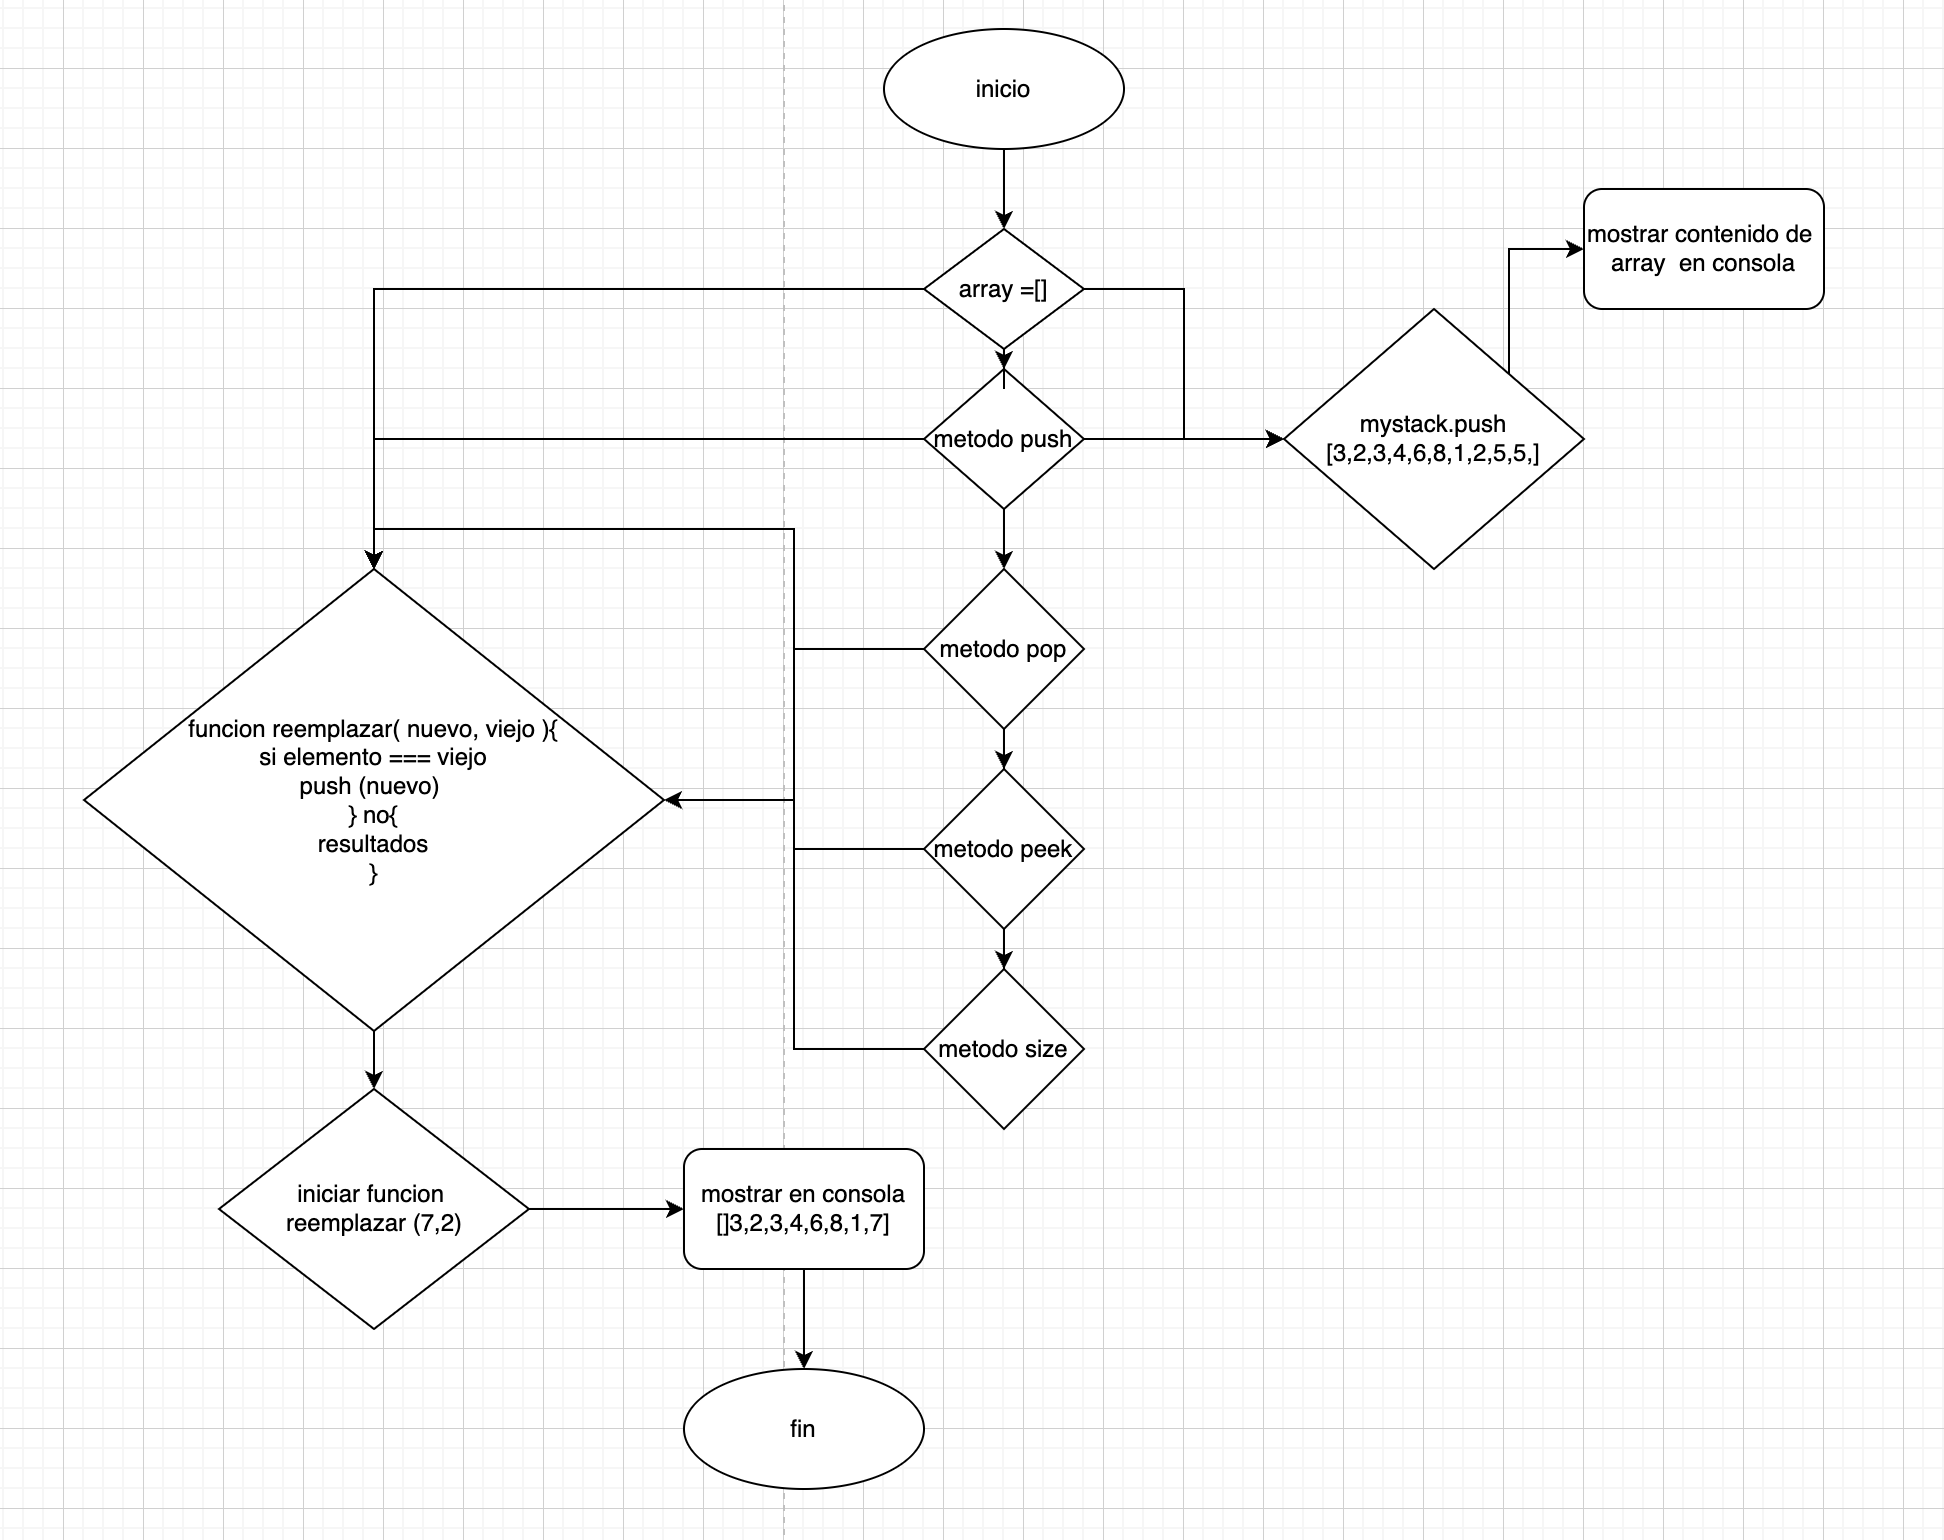 inicio
mostrar contenido de
array  en consola
array =[]
metodo push
mystack.push
[3,2,3,4,6,8,1,2,5,5,]
metodo pop
funcion reemplazar( nuevo, viejo ){
si elemento === viejo
push (nuevo)
} no{
resultados
}
metodo peek
metodo size
iniciar funcion
reemplazar (7,2)
mostrar en consola
[]3,2,3,4,6,8,1,7]
fin